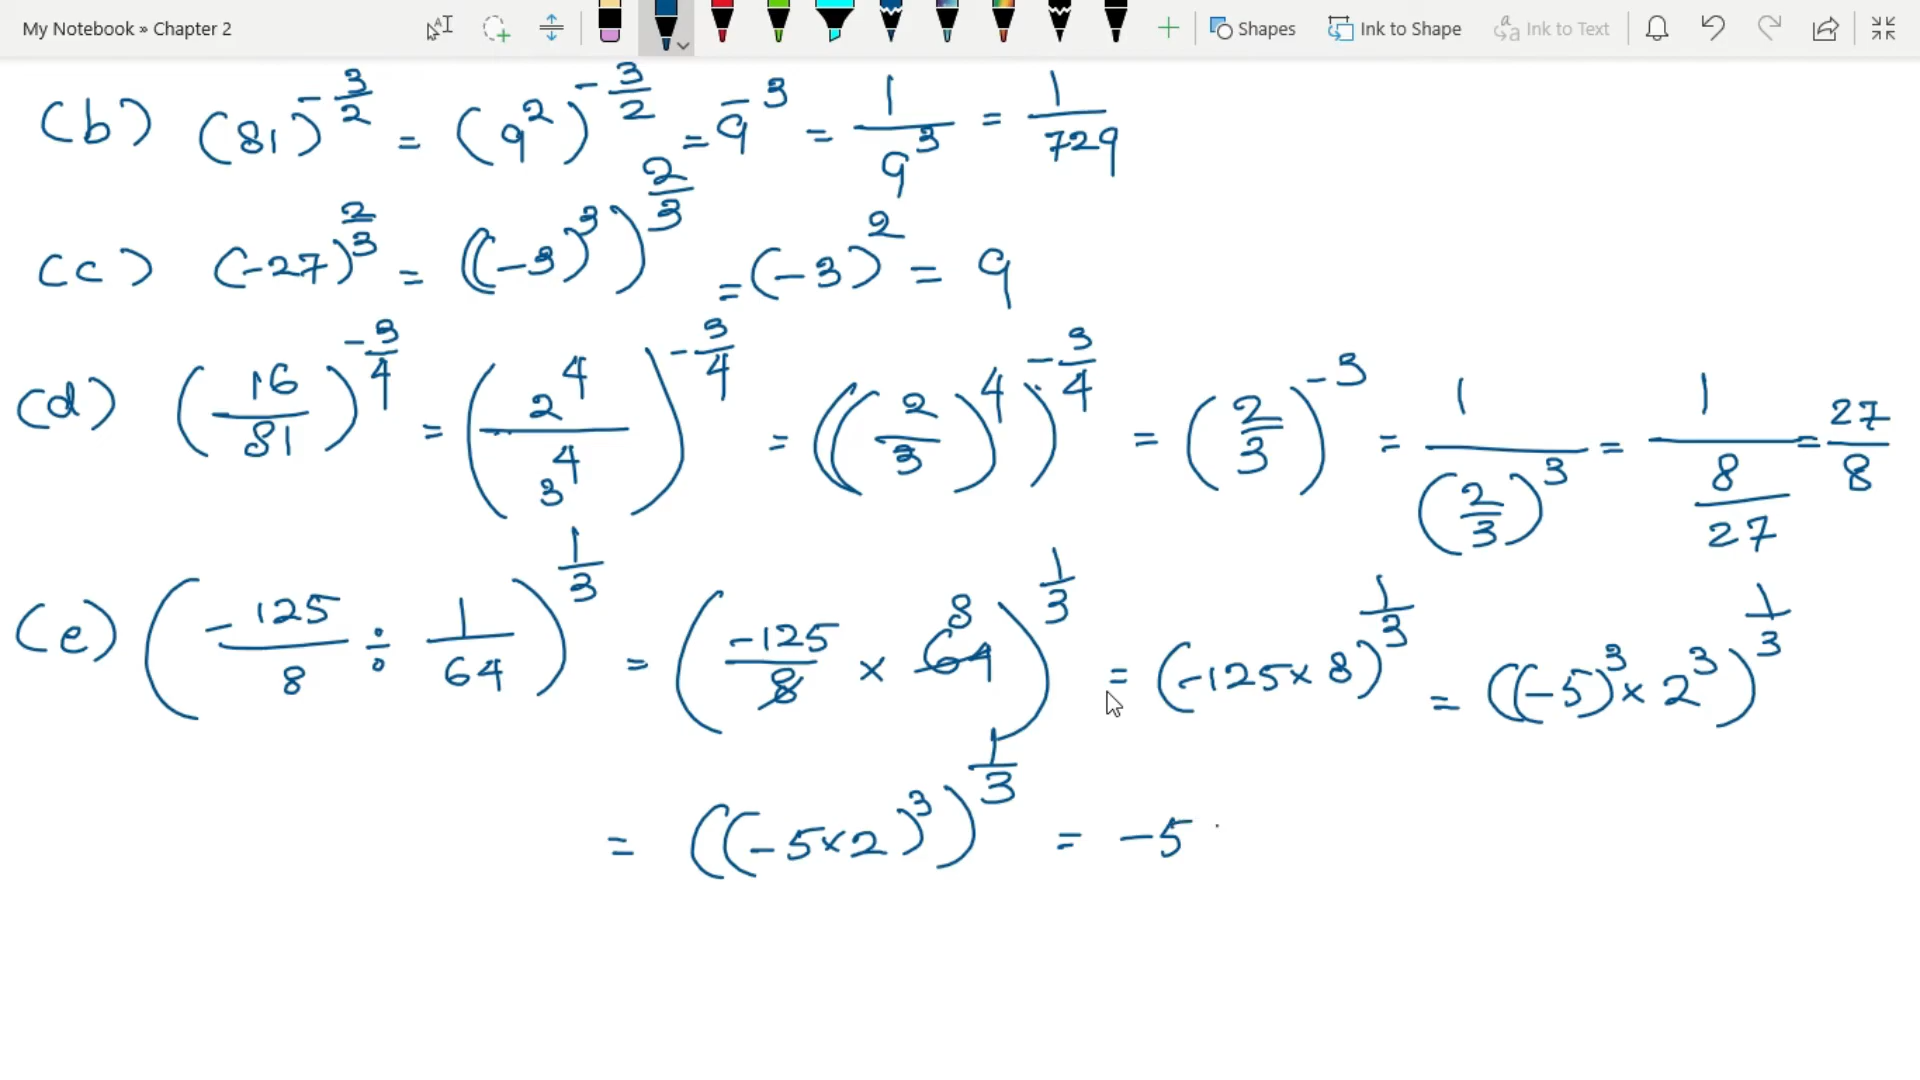 My Notebook » Chapter 2 Shapes Ink to Shape Ink to Text
(b) (81)^{-3/2} = (9^2)^{-3/2} = 9^{-3} = 1/9^3 = 1/729
(c) (-27)^{2/3} = ((-3)^3)^{2/3} = (-3)^2 = 9
(d) (16/81)^{-3/4} = (2^4/3^4)^{-3/4} = ((2/3)^4)^{-3/4} = (2/3)^{-3} = 1/(2/3)^3 = 1/(8/27) = 27/8
(e) (-125/8 ÷ 1/64)^{1/3} = (-125/8 × 64 8)^{1/3} = (-125×8)^{1/3} = ((-5)^3×2^3)^{1/3}
= ((-5×2)^3)^{1/3} = -5